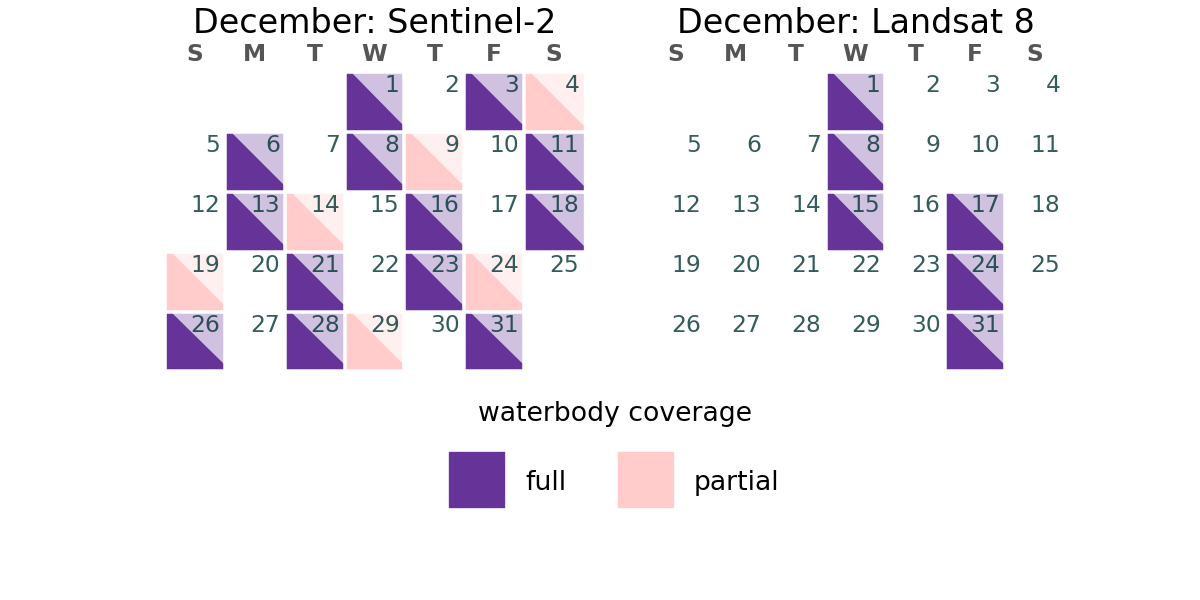 December: Sentinel-2
S M T W T F S
1 2 3 4
5 6 7 8 9 10 11
12 13 14 15 16 17 18
19 20 21 22 23 24 25
26 27 28 29 30 31
December: Landsat 8
S M T W T F S
1 2 3 4
5 6 7 8 9 10 11
12 13 14 15 16 17 18
19 20 21 22 23 24 25
26 27 28 29 30 31
waterbody coverage
full
partial